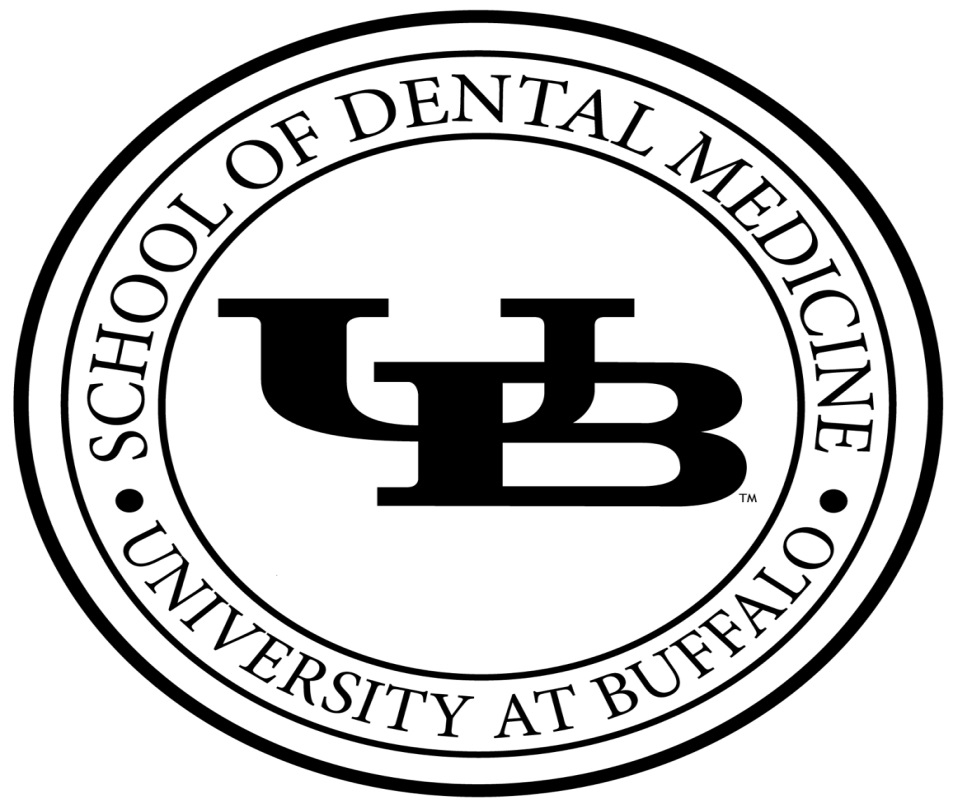 SCHOOL OF DENTAL MEDICINE
UB
TM
• UNIVERSITY AT BUFFALO •